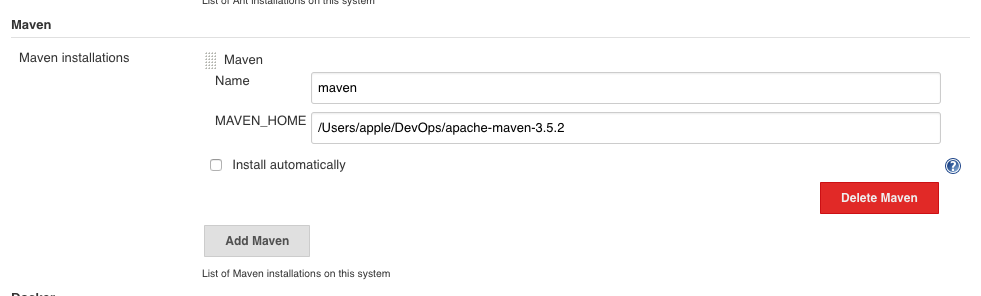 List of Ant installations on this system
Maven
Maven installations
Maven
Name
maven
MAVEN_HOME
/Users/apple/DevOps/apache-maven-3.5.2
Install automatically
?
Delete Maven
Add Maven
List of Maven installations on this system
Docker